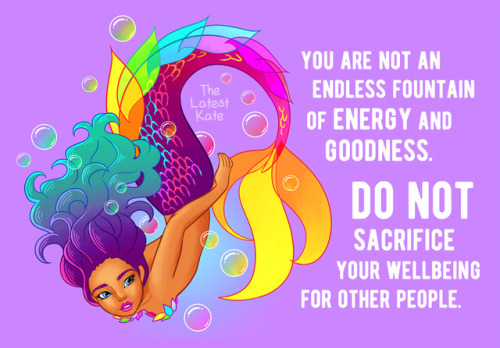 The
Latest
Kate
YOU ARE NOT AN
ENDLESS FOUNTAIN
OF ENERGY AND
GOODNESS.
DO NOT
SACRIFICE
YOUR WELLBEING
FOR OTHER PEOPLE.